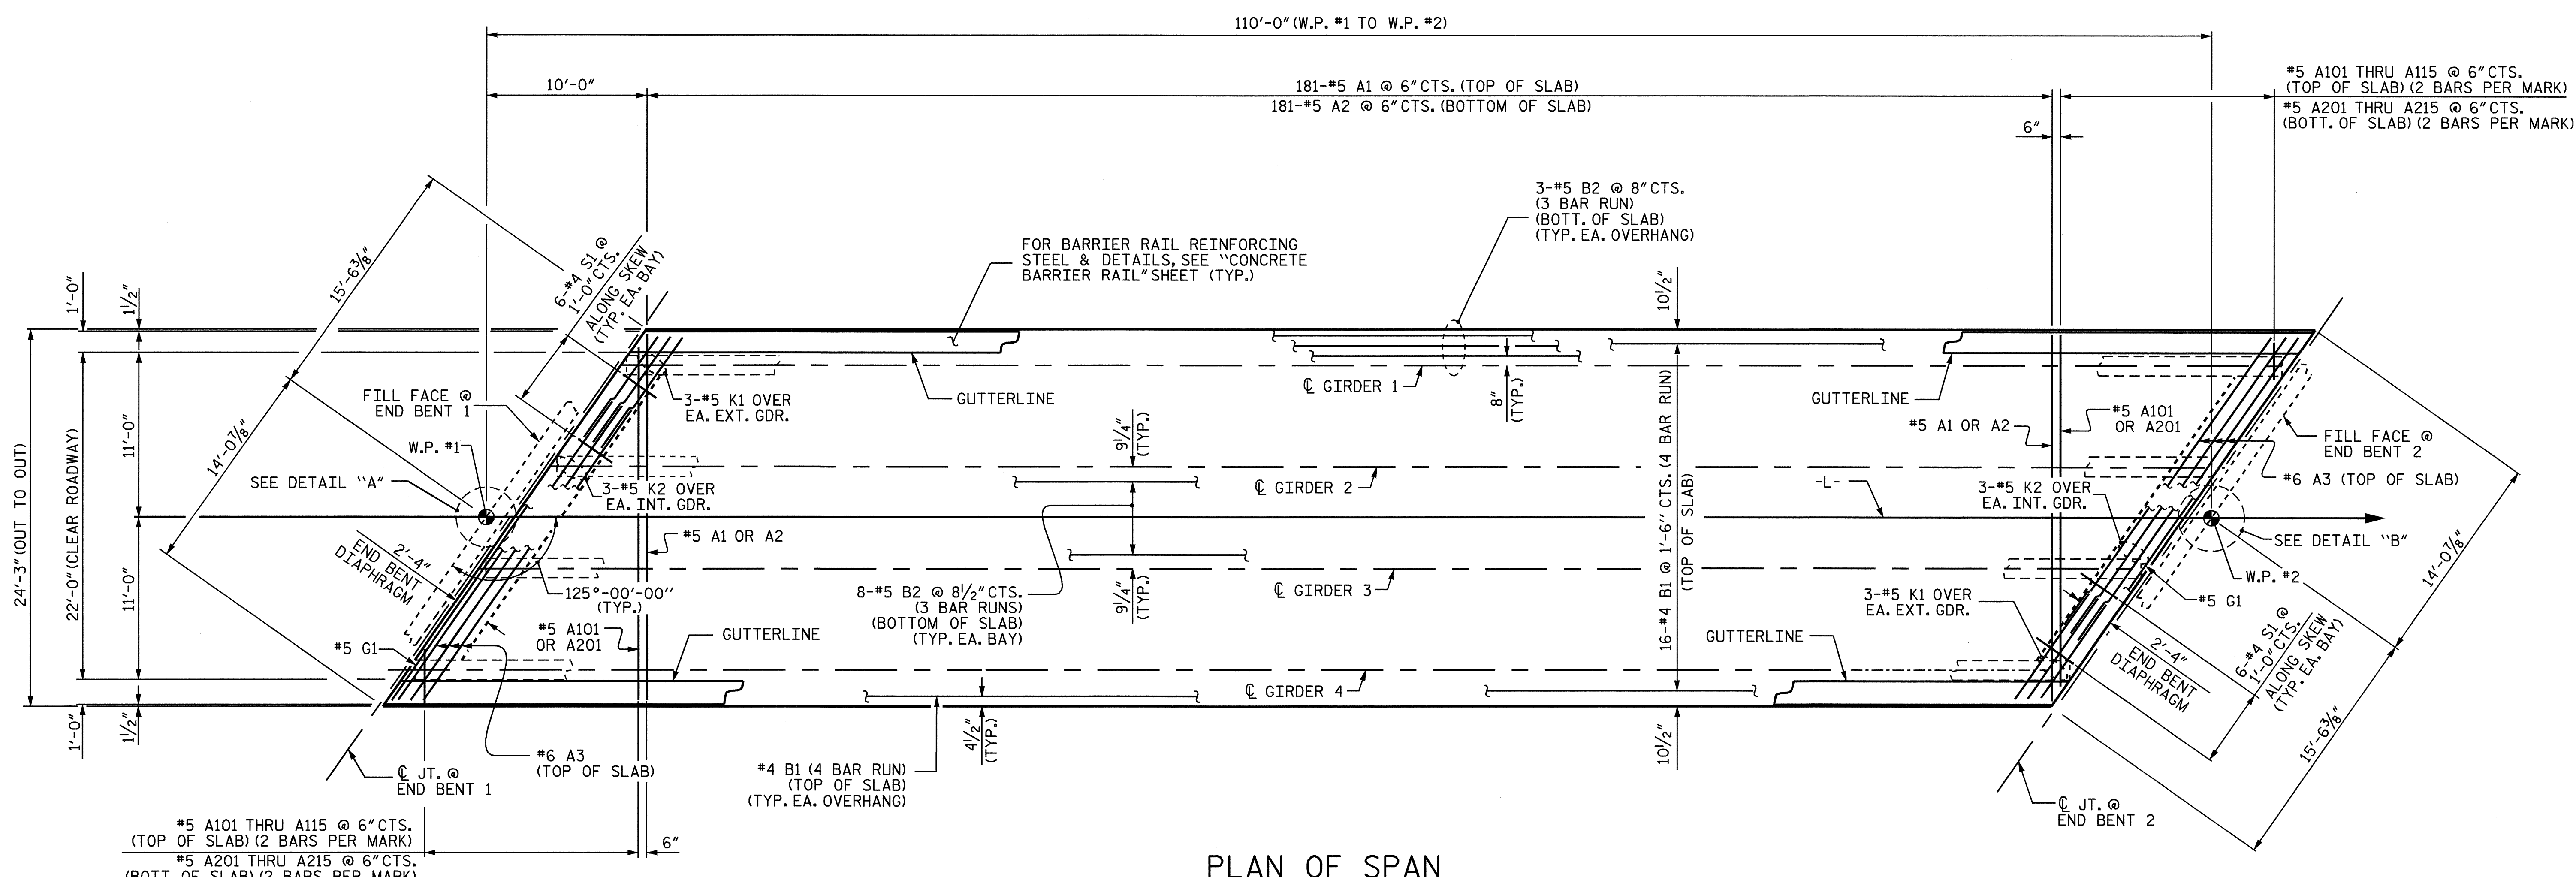 110'-0" (W.P. #1 TO W.P. #2)
10'-0"
181-#5 A1 @ 6" CTS. (TOP OF SLAB)
181-#5 A2 @ 6" CTS. (BOTTOM OF SLAB)
#5 A101 THRU A115 @ 6" CTS.
(TOP OF SLAB) (2 BARS PER MARK)
#5 A201 THRU A215 @ 6" CTS.
(BOTT. OF SLAB) (2 BARS PER MARK)
6"
3-#5 B2 @ 8" CTS.
(3 BAR RUN)
(BOTT. OF SLAB)
(TYP. EA. OVERHANG)
FOR BARRIER RAIL REINFORCING
STEEL & DETAILS, SEE "CONCRETE
BARRIER RAIL" SHEET (TYP.)
15'-6 3/8"
14'-0 7/8"
6-#4 S1 @
1'-0" CTS.
ALONG SKEW
(TYP. EA. BAY)
1'-0"
1 1/2"
10 1/2"
24'-3" (OUT TO OUT)
22'-0" (CLEAR ROADWAY)
11'-0"
11'-0"
1'-0"
1 1/2"
FILL FACE @
END BENT 1
W.P. #1
SEE DETAIL "A"
3-#5 K1 OVER
EA. EXT. GDR.
GUTTERLINE
℄ GIRDER 1
8"
(TYP.)
GUTTERLINE
#5 A1 OR A2
#5 A101
OR A201
FILL FACE @
END BENT 2
#6 A3 (TOP OF SLAB)
3-#5 K2 OVER
EA. INT. GDR.
9 1/4"
(TYP.)
℄ GIRDER 2
-L-
3-#5 K2 OVER
EA. INT. GDR.
#5 A1 OR A2
SEE DETAIL "B"
W.P. #2
#5 G1
2'-4"
END BENT
DIAPHRAGM
125°-00'-00"
(TYP.)
8-#5 B2 @ 8 1/2" CTS.
(3 BAR RUNS)
(BOTTOM OF SLAB)
(TYP. EA. BAY)
9 1/4"
(TYP.)
℄ GIRDER 3
16-#4 B1 @ 1'-6" CTS. (4 BAR RUN)
(TOP OF SLAB)
3-#5 K1 OVER
EA. EXT. GDR.
#5 A101
OR A201
GUTTERLINE
#5 G1
℄ GIRDER 4
GUTTERLINE
2'-4"
END BENT
DIAPHRAGM
6-#4 S1 @
1'-0" CTS.
ALONG SKEW
(TYP. EA. BAY)
14'-0 7/8"
15'-6 3/8"
#6 A3
(TOP OF SLAB)
℄ JT. @
END BENT 1
#4 B1 (4 BAR RUN)
(TOP OF SLAB)
(TYP. EA. OVERHANG)
4 1/2"
(TYP.)
10 1/2"
℄ JT. @
END BENT 2
#5 A101 THRU A115 @ 6" CTS.
(TOP OF SLAB) (2 BARS PER MARK)
#5 A201 THRU A215 @ 6" CTS.
(BOTT. OF SLAB) (2 BARS PER MARK)
6"
PLAN OF SPAN